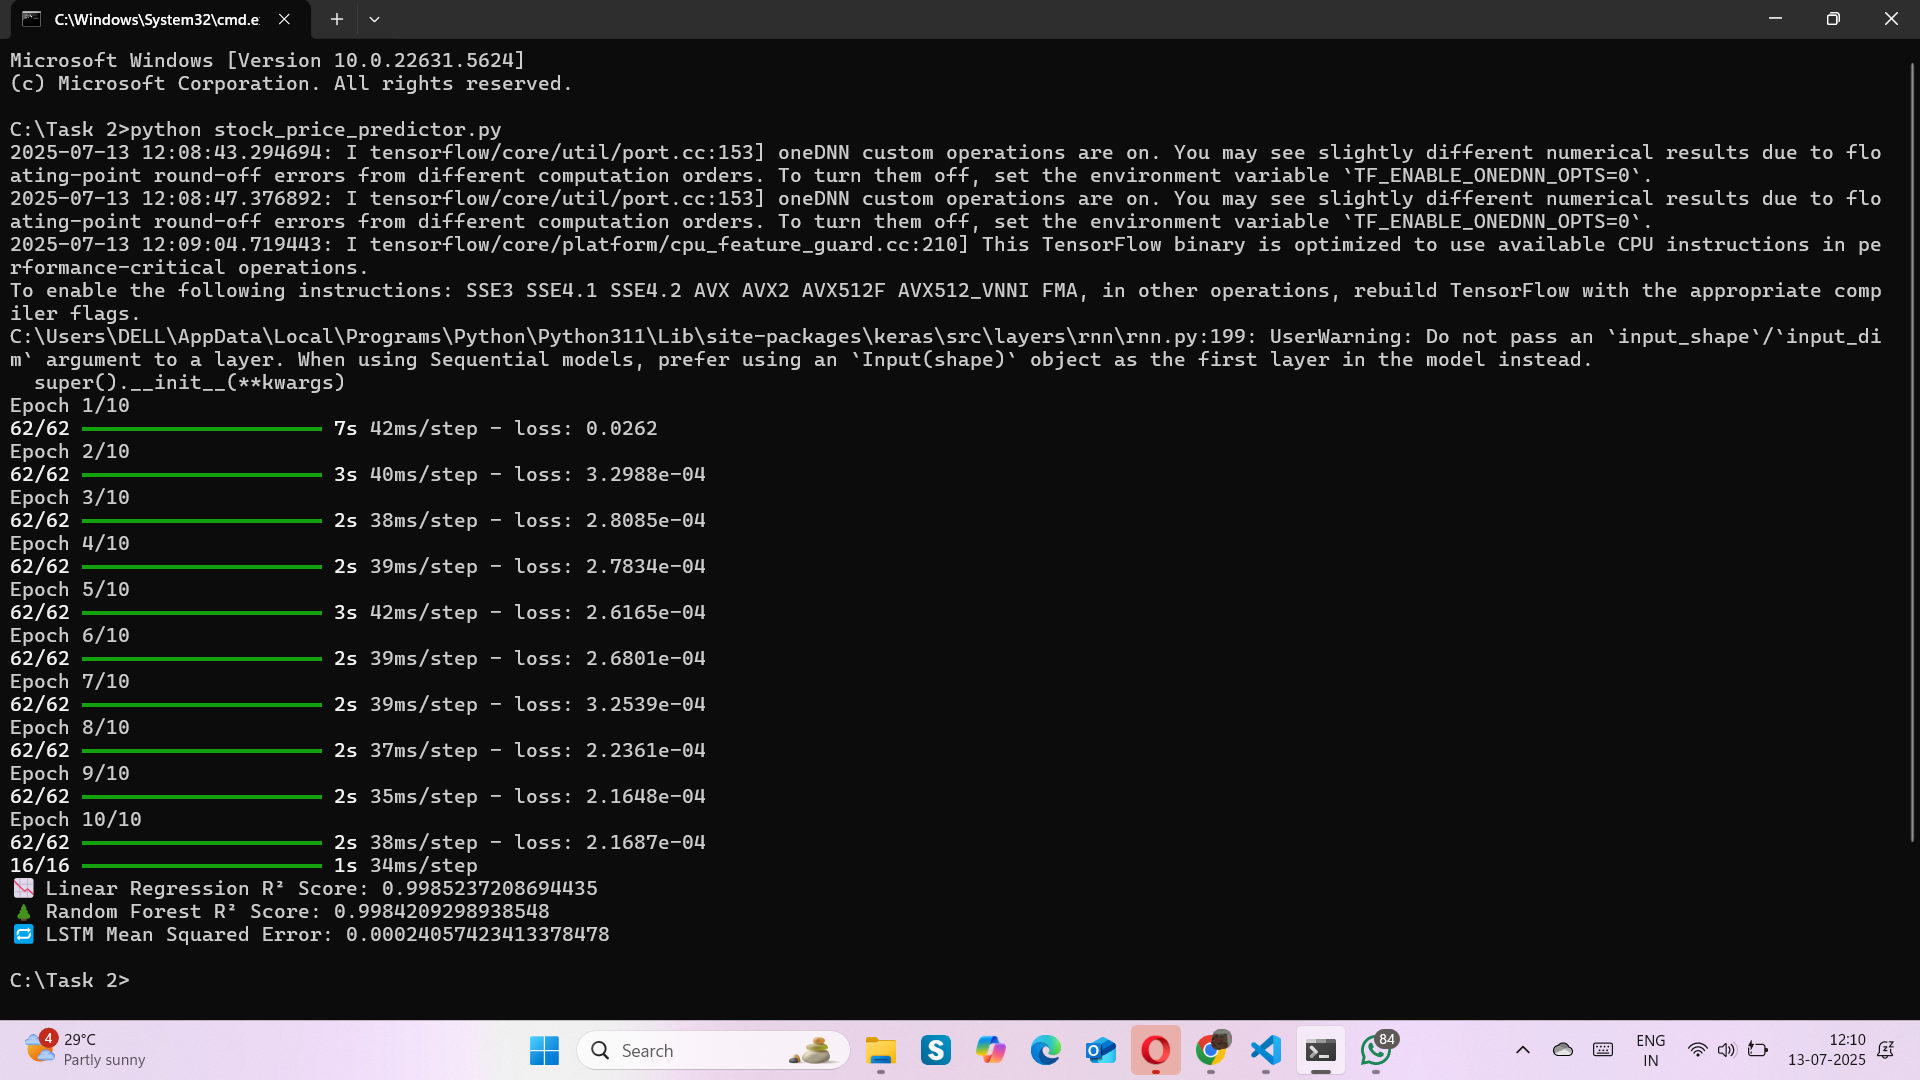 C:\Windows\System32\cmd.e
Microsoft Windows [Version 10.0.22631.5624]
(c) Microsoft Corporation. All rights reserved.
C:\Task 2>python stock_price_predictor.py
2025-07-13 12:08:43.294694: I tensorflow/core/util/port.cc:153] oneDNN custom operations are on. You may see slightly different numerical results due to flo
ating-point round-off errors from different computation orders. To turn them off, set the environment variable `TF_ENABLE_ONEDNN_OPTS=0`.
2025-07-13 12:08:47.376892: I tensorflow/core/util/port.cc:153] oneDNN custom operations are on. You may see slightly different numerical results due to flo
ating-point round-off errors from different computation orders. To turn them off, set the environment variable `TF_ENABLE_ONEDNN_OPTS=0`.
2025-07-13 12:09:04.719443: I tensorflow/core/platform/cpu_feature_guard.cc:210] This TensorFlow binary is optimized to use available CPU instructions in pe
rformance-critical operations.
To enable the following instructions: SSE3 SSE4.1 SSE4.2 AVX AVX2 AVX512F AVX512_VNNI FMA, in other operations, rebuild TensorFlow with the appropriate comp
iler flags.
C:\Users\DELL\AppData\Local\Programs\Python\Python311\Lib\site-packages\keras\src\layers\rnn\rnn.py:199: UserWarning: Do not pass an `input_shape`/`input_di
m` argument to a layer. When using Sequential models, prefer using an `Input(shape)` object as the first layer in the model instead.
  super().__init__(**kwargs)
Epoch 1/10
62/62 7s 42ms/step - loss: 0.0262
Epoch 2/10
62/62 3s 40ms/step - loss: 3.2988e-04
Epoch 3/10
62/62 2s 38ms/step - loss: 2.8085e-04
Epoch 4/10
62/62 2s 39ms/step - loss: 2.7834e-04
Epoch 5/10
62/62 3s 42ms/step - loss: 2.6165e-04
Epoch 6/10
62/62 2s 39ms/step - loss: 2.6801e-04
Epoch 7/10
62/62 2s 39ms/step - loss: 3.2539e-04
Epoch 8/10
62/62 2s 37ms/step - loss: 2.2361e-04
Epoch 9/10
62/62 2s 35ms/step - loss: 2.1648e-04
Epoch 10/10
62/62 2s 38ms/step - loss: 2.1687e-04
16/16 1s 34ms/step
📉 Linear Regression R² Score: 0.9985237208694435
🌲 Random Forest R² Score: 0.9984209298938548
🔁 LSTM Mean Squared Error: 0.00024057423413378478
C:\Task 2>
4
29°C
Partly sunny
Search
S
84
ENG
IN
12:10
13-07-2025